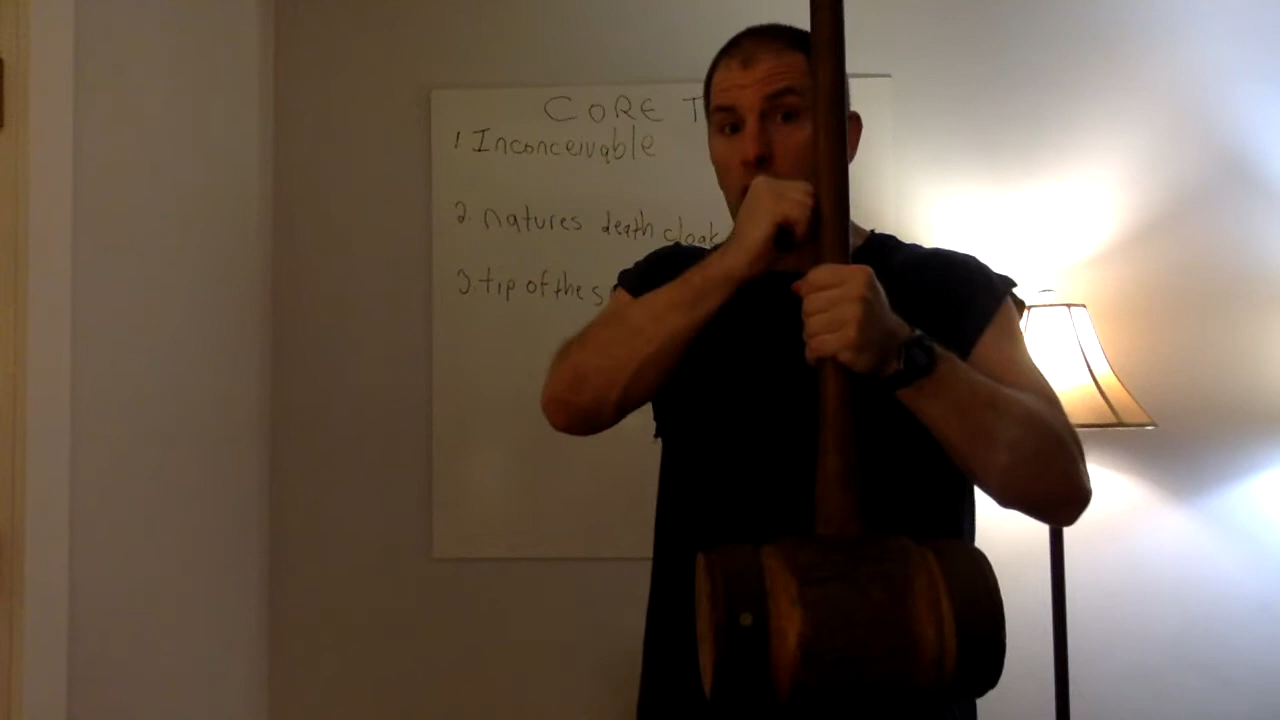 CORE T
1 Inconceivable
2. natures death cloak
3. tip of the s